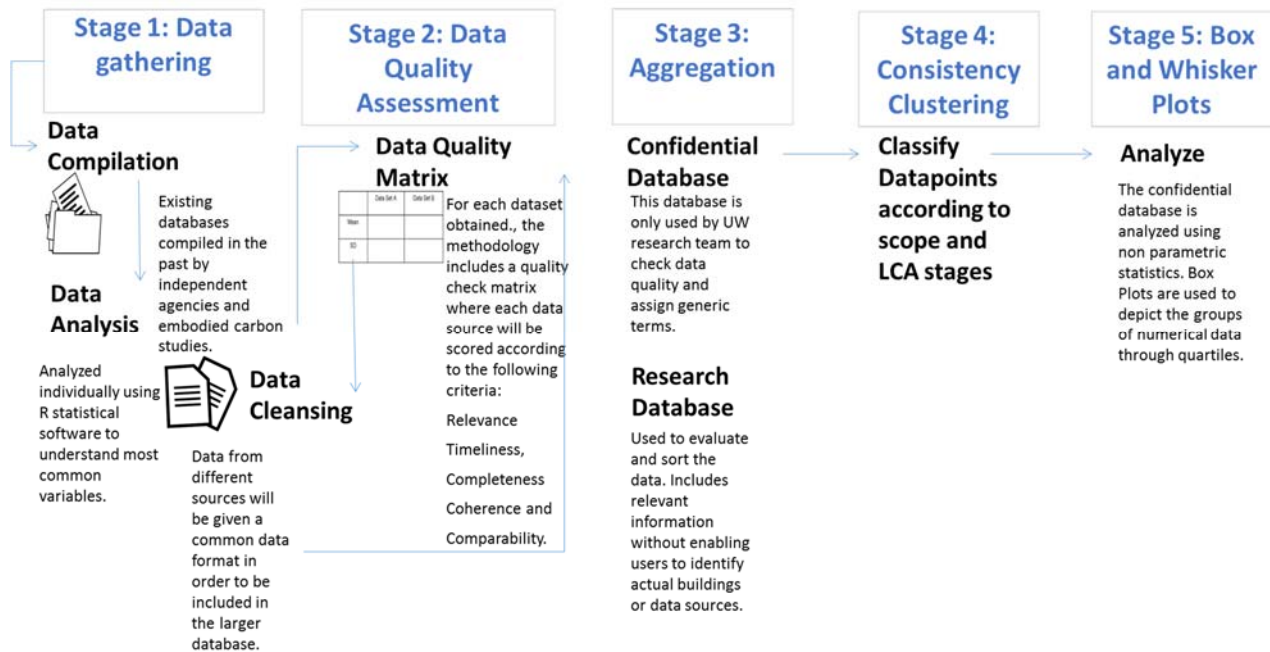 Stage 1: Data
gathering
Data
Compilation
Existing
databases
compiled in the
past by
independent
agencies and
embodied carbon
studies.
Data
Analysis
Analyzed
individually using
R statistical
software to
understand most
common
variables.
Data
Cleansing
Data from
different
sources will
be given a
common data
format in
order to be
included in
the larger
database.
Stage 2: Data
Quality
Assessment
Data Quality
Matrix
Data Set A
Data Set B
Mean
SD
For each dataset
obtained., the
methodology
includes a quality
check matrix
where each data
source will be
scored according
to the following
criteria:
Relevance
Timeliness,
Completeness
Coherence and
Comparability.
Stage 3:
Aggregation
Confidential
Database
This database is
only used by UW
research team to
check data
quality and
assign generic
terms.
Research
Database
Used to evaluate
and sort the
data. Includes
relevant
information
without enabling
users to identify
actual buildings
or data sources.
Stage 4:
Consistency
Clustering
Classify
Datapoints
according to
scope and
LCA stages
Stage 5: Box
and Whisker
Plots
Analyze
The confidential
database is
analyzed using
non parametric
statistics. Box
Plots are used to
depict the groups
of numerical data
through quartiles.